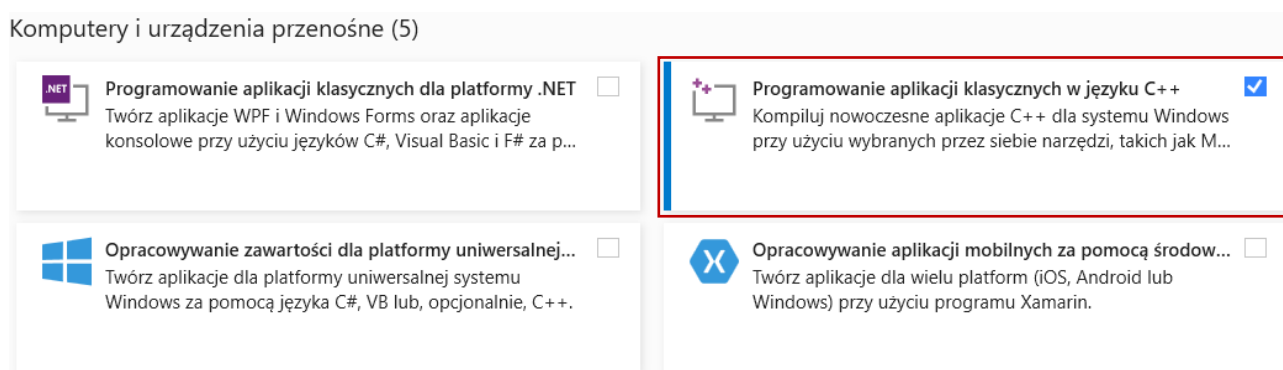 Komputery i urządzenia przenośne (5)
.NET
Programowanie aplikacji klasycznych dla platformy .NET
Twórz aplikacje WPF i Windows Forms oraz aplikacje
konsolowe przy użyciu języków C#, Visual Basic i F# za p...
Programowanie aplikacji klasycznych w języku C++
Kompiluj nowoczesne aplikacje C++ dla systemu Windows
przy użyciu wybranych przez siebie narzędzi, takich jak M...
Opracowywanie zawartości dla platformy uniwersalnej...
Twórz aplikacje dla platformy uniwersalnej systemu
Windows za pomocą języka C#, VB lub, opcjonalnie, C++.
Opracowywanie aplikacji mobilnych za pomocą środow...
Twórz aplikacje dla wielu platform (iOS, Android lub
Windows) przy użyciu programu Xamarin.